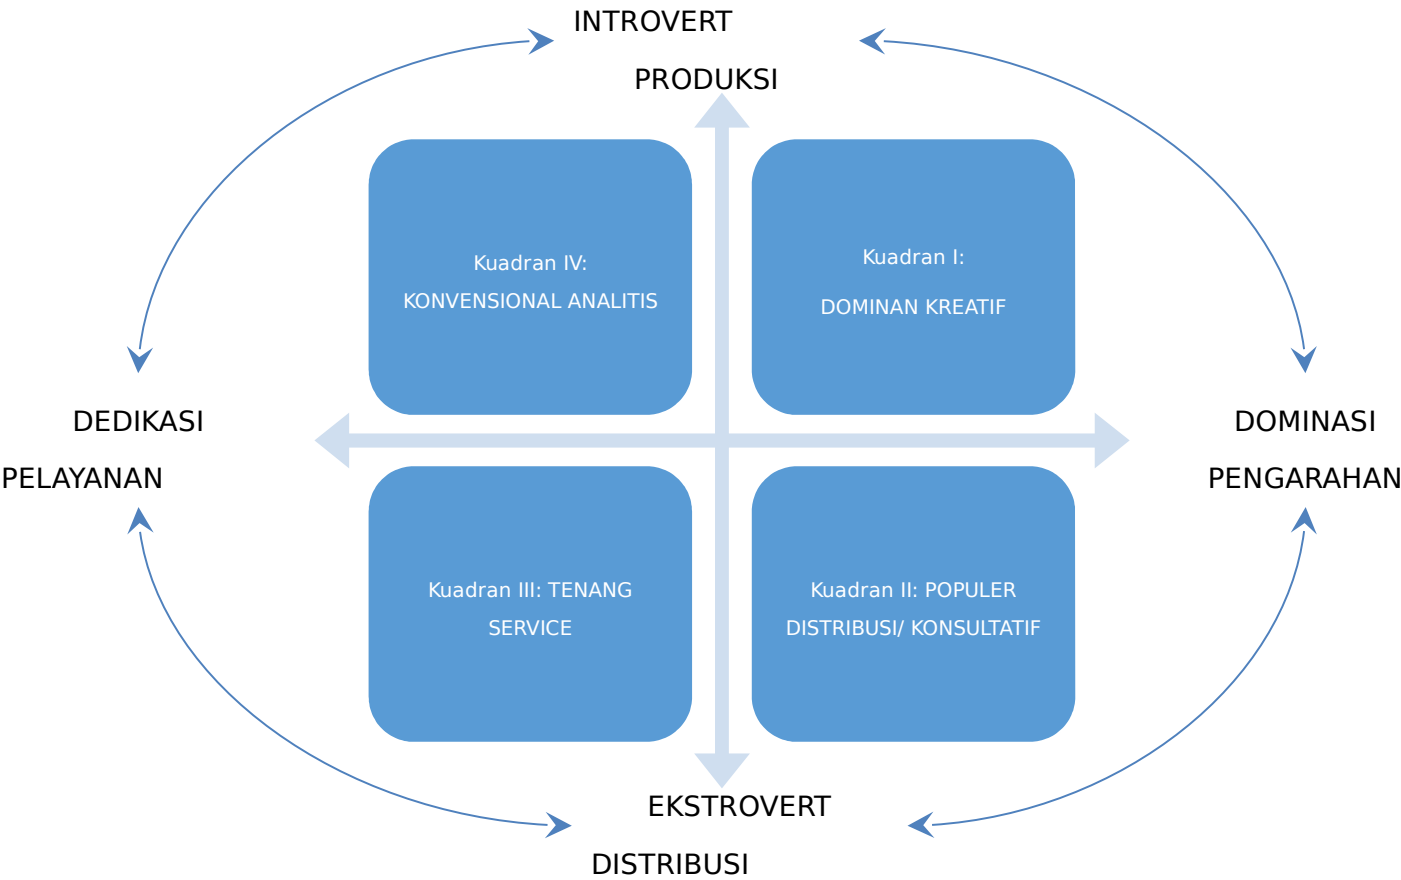 INTROVERT
PRODUKSI
Kuadran IV:
KONVENSIONAL ANALITIS
Kuadran I:
DOMINAN KREATIF
DEDIKASI
PELAYANAN
DOMINASI
PENGARAHAN
Kuadran III: TENANG
SERVICE
Kuadran II: POPULER
DISTRIBUSI/ KONSULTATIF
EKSTROVERT
DISTRIBUSI